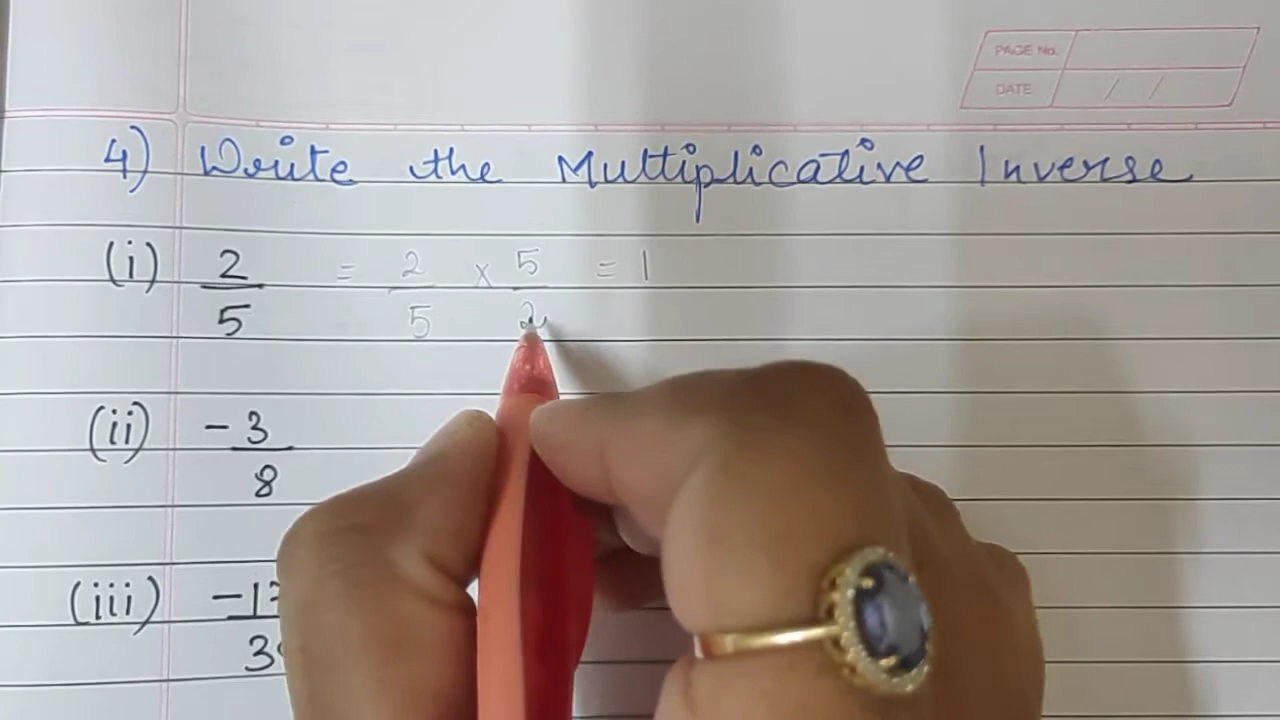 PAGE No.
DATE / /
4) Write the Multiplicative Inverse
(i) 2/5 = 2/5 x 5/2 = 1
(ii) -3/8
(iii)